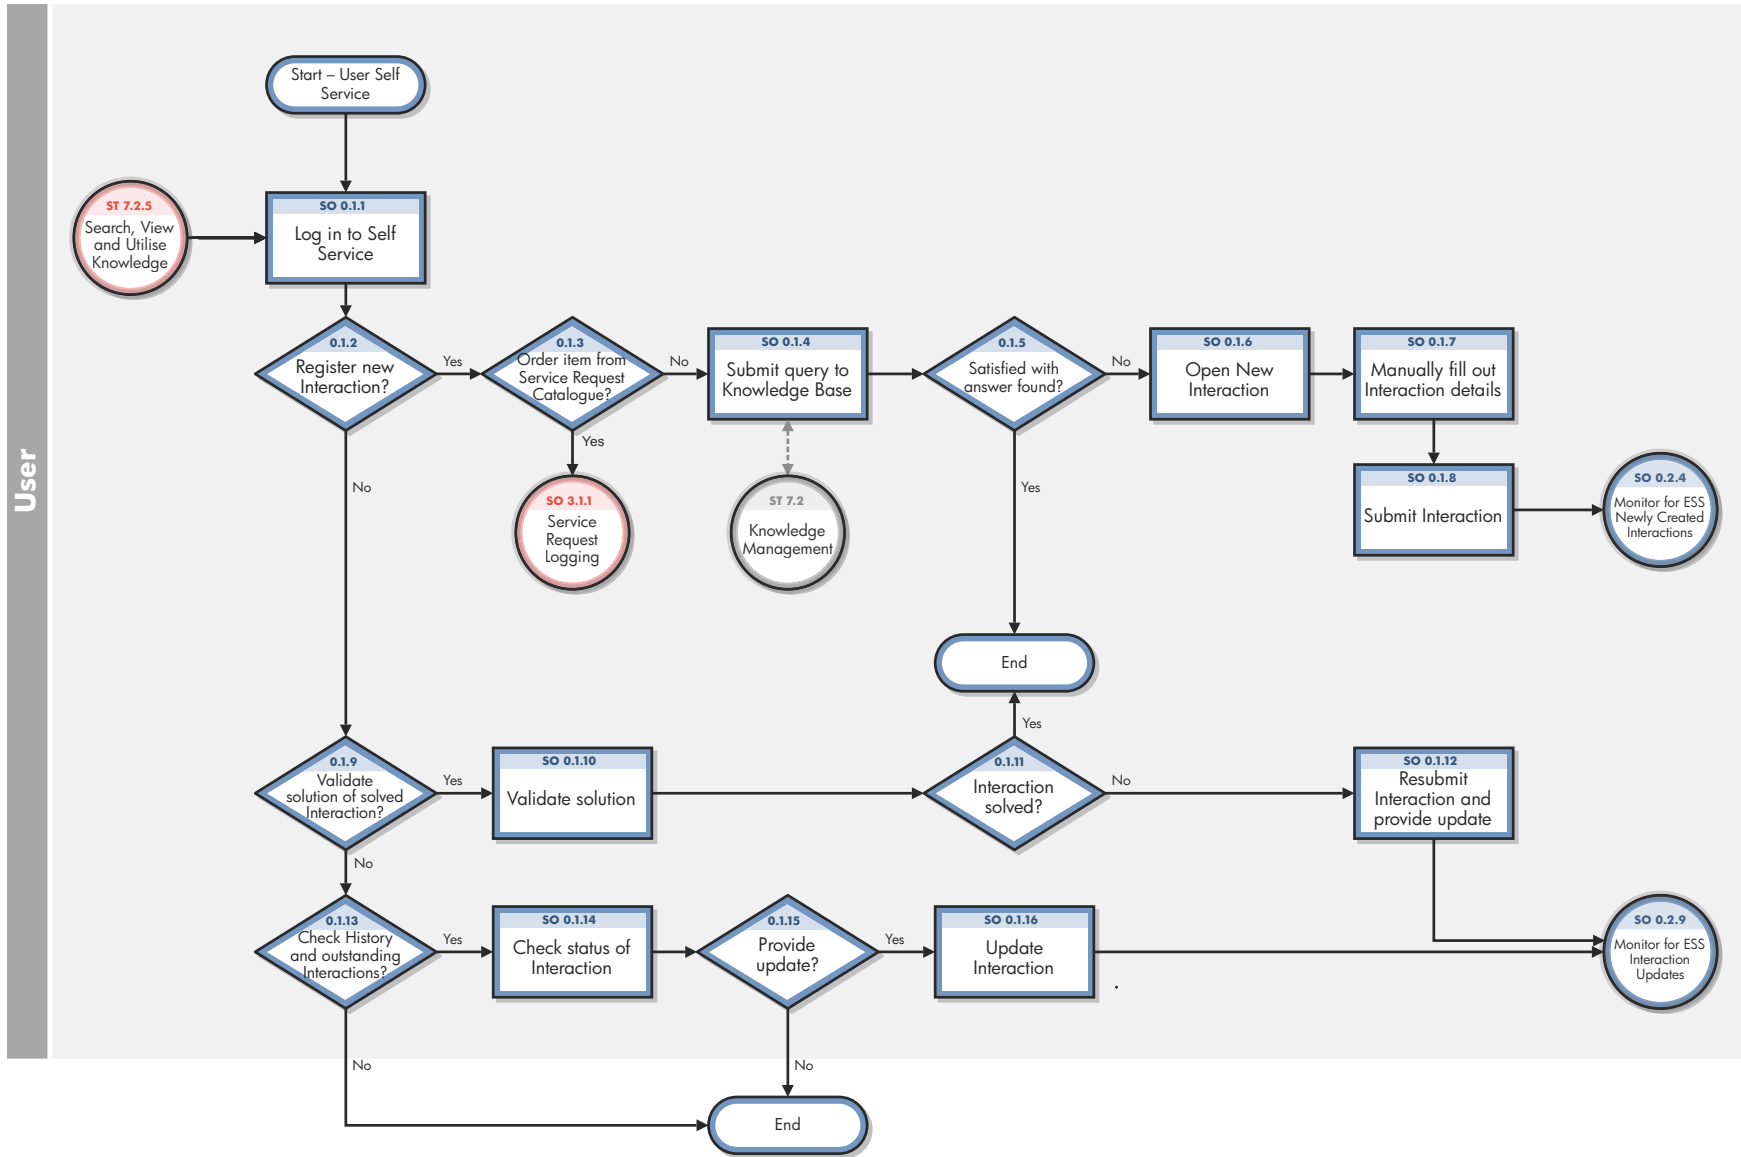 User
Start – User Self
Service
ST 7.2.5
Search, View
and Utilise
Knowledge
SO 0.1.1
Log in to Self
Service
0.1.2
Register new
Interaction?
Yes
No
0.1.3
Order item from
Service Request
Catalogue?
No
Yes
SO 3.1.1
Service
Request
Logging
SO 0.1.4
Submit query to
Knowledge Base
ST 7.2
Knowledge
Management
0.1.5
Satisfied with
answer found?
No
Yes
SO 0.1.6
Open New
Interaction
SO 0.1.7
Manually fill out
Interaction details
SO 0.1.8
Submit Interaction
SO 0.2.4
Monitor for ESS
Newly Created
Interactions
End
Yes
0.1.9
Validate
solution of solved
Interaction?
Yes
No
SO 0.1.10
Validate solution
0.1.11
Interaction
solved?
No
SO 0.1.12
Resubmit
Interaction and
provide update
0.1.13
Check History
and outstanding
Interactions?
Yes
No
SO 0.1.14
Check status of
Interaction
0.1.15
Provide
update?
Yes
No
SO 0.1.16
Update
Interaction
SO 0.2.9
Monitor for ESS
Interaction
Updates
End